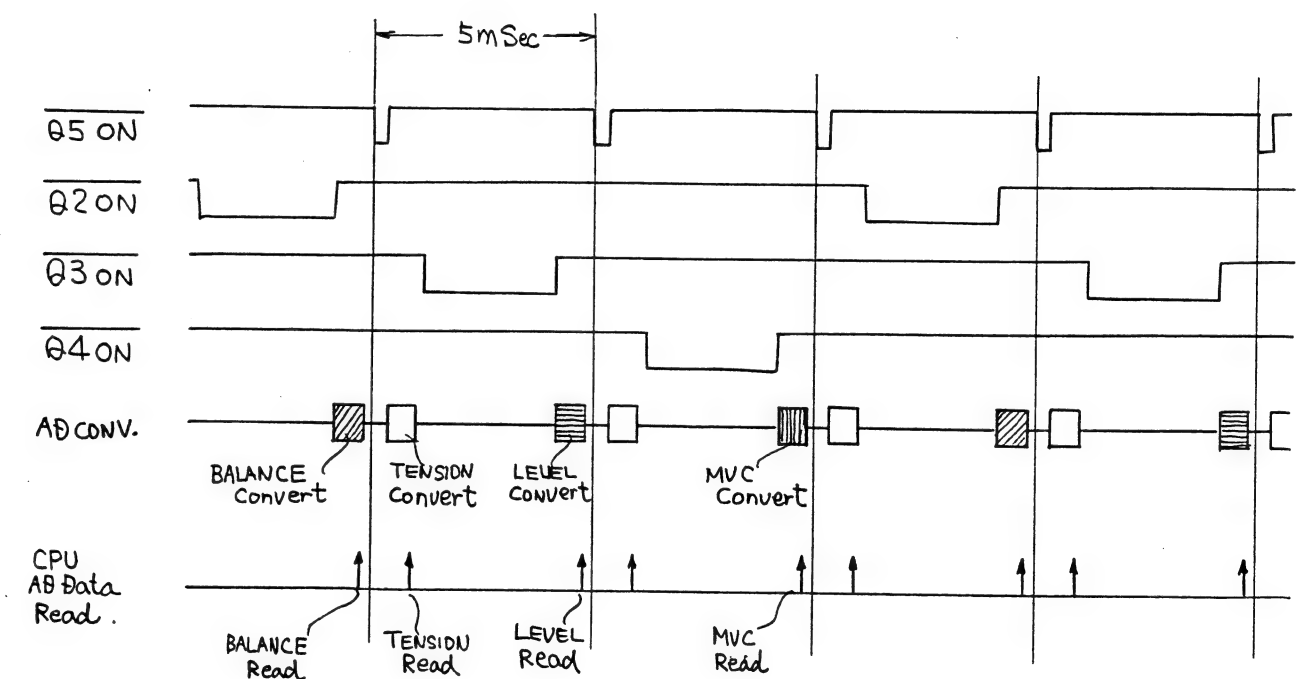 5mSec
Q5 ON
Q2 ON
Q3 ON
Q4 ON
AD CONV.
BALANCE
Convert
TENSION
Convert
LEVEL
Convert
MVC
Convert
CPU
AD Data
Read.
BALANCE
Read
TENSION
Read
LEVEL
Read
MVC
Read